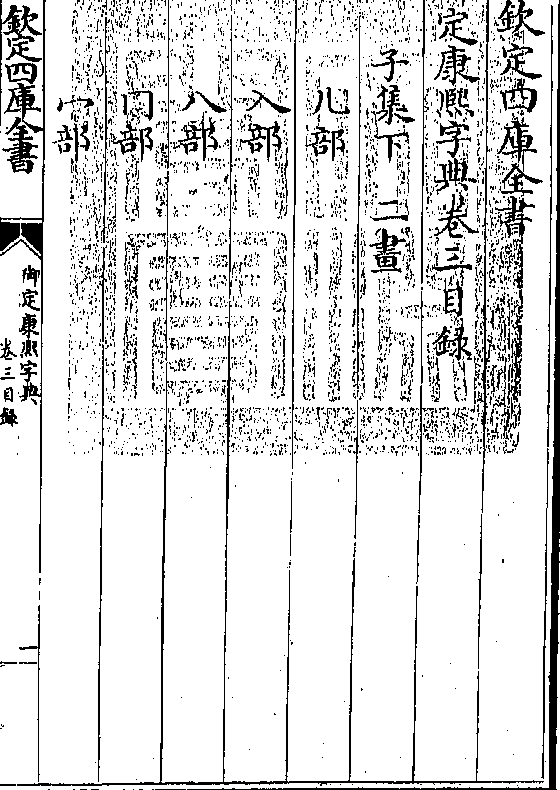 欽定四庫全書
定康熙字典卷三目錄
子集下　二畫
儿部
入部
八部
冂部
冖部
欽定四庫全書
御定康熙字典
卷三目錄
一